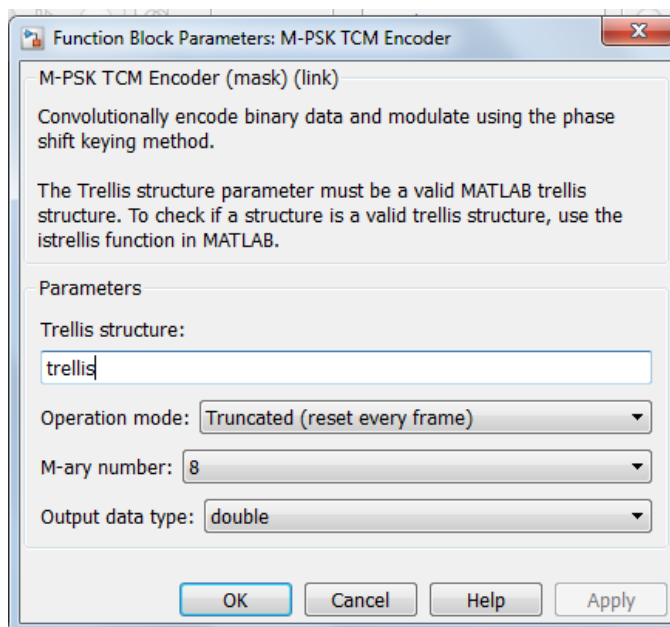 Function Block Parameters: M-PSK TCM Encoder
M-PSK TCM Encoder (mask) (link)
Convolutionally encode binary data and modulate using the phase
shift keying method.
The Trellis structure parameter must be a valid MATLAB trellis
structure. To check if a structure is a valid trellis structure, use the
istrellis function in MATLAB.
Parameters
Trellis structure:
trellis
Operation mode: Truncated (reset every frame)
M-ary number: 8
Output data type: double
OK Cancel Help Apply